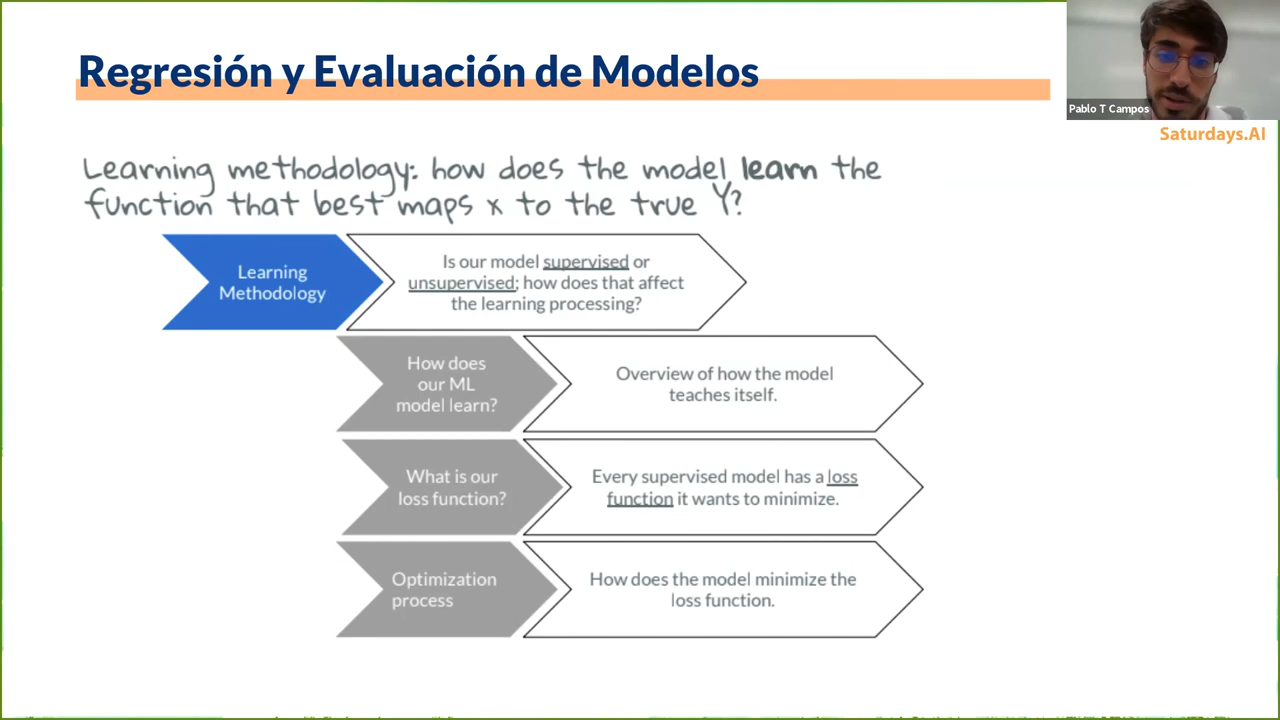 Regresión y Evaluación de Modelos
Pablo T Campos
Saturdays.AI
Learning methodology: how does the model learn the
function that best maps x to the true Y?
Learning
Methodology
Is our model supervised or
unsupervised; how does that affect
the learning processing?
How does
our ML
model learn?
Overview of how the model
teaches itself.
What is our
loss function?
Every supervised model has a loss
function it wants to minimize.
Optimization
process
How does the model minimize the
loss function.